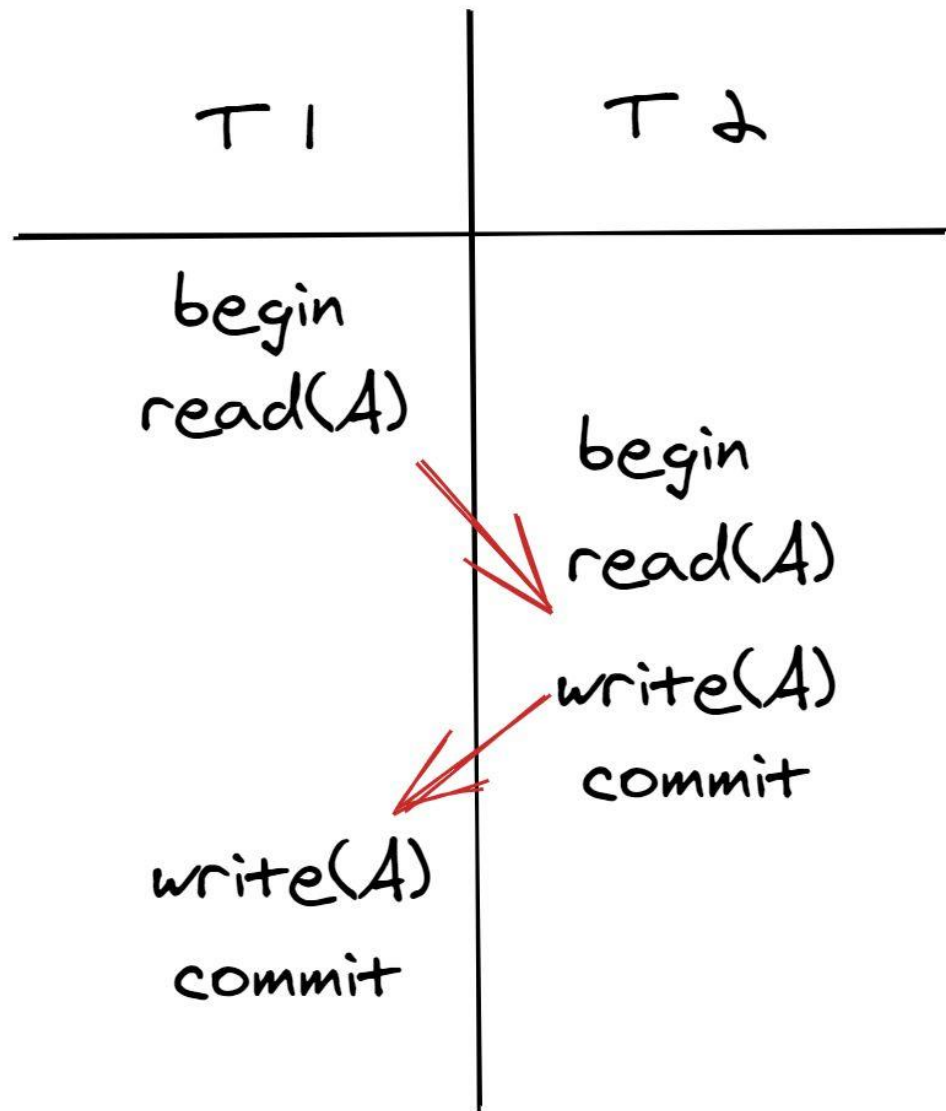 T1 T2
begin
read(A)
begin
read(A)
write(A)
commit
write(A)
commit